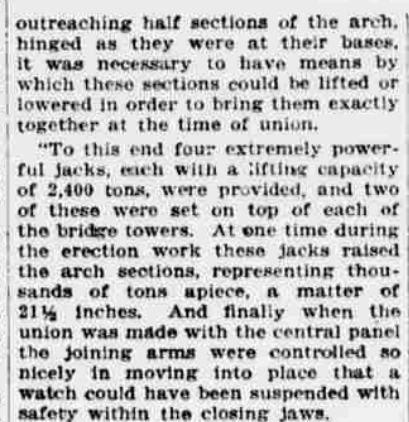 outreaching half sections of the arch,
hinged as they were at their bases,
it was necessary to have means by
which these sections could be lifted or
lowered in order to bring them exactly
together at the time of union.
"To this end four extremely power-
ful jacks, each with a lifting capacity
of 2,400 tons, were provided, and two
of these were set on top of each of
the bridge towers. At one time during
the erection work these jacks raised
the arch sections, representing thou-
sands of tons apiece, a matter of
21½ inches. And finally when the
union was made with the central panel
the joining arms were controlled so
nicely in moving into place that a
watch could have been suspended with
safety within the closing jaws.